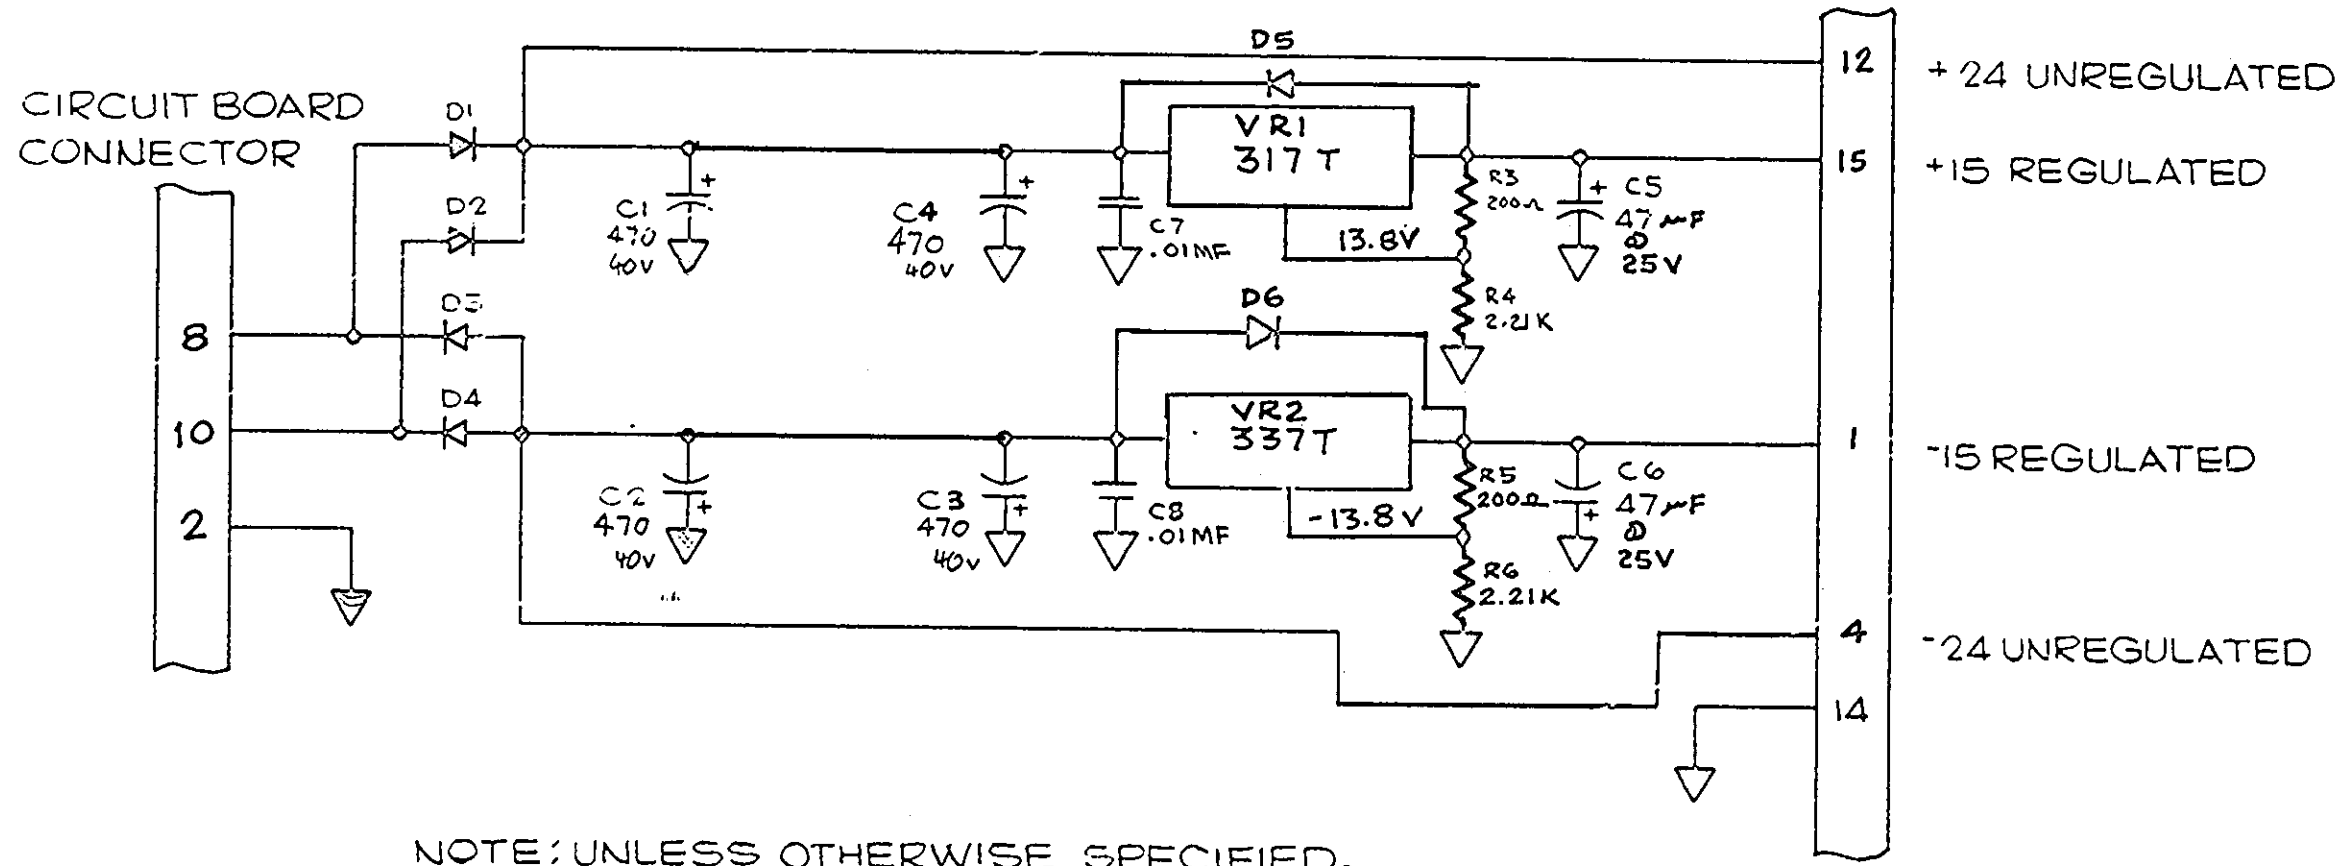 D5
12
+24 UNREGULATED
CIRCUIT BOARD
CONNECTOR
D1
VR1
317T
15
+15 REGULATED
R3
200Ω
C5
47 µF
@
25V
D2
C1
470
40V
C4
470
40V
C7
.01MF
13.8V
R4
2.21K
D3
D6
8
D4
10
VR2
337T
1
-15 REGULATED
C2
470
40V
C3
470
40V
C8
.01MF
-13.8V
R5
200Ω
C6
47µF
@
25V
2
R6
2.21K
4
-24 UNREGULATED
14
NOTE: UNLESS OTHERWISE SPECIFIED.